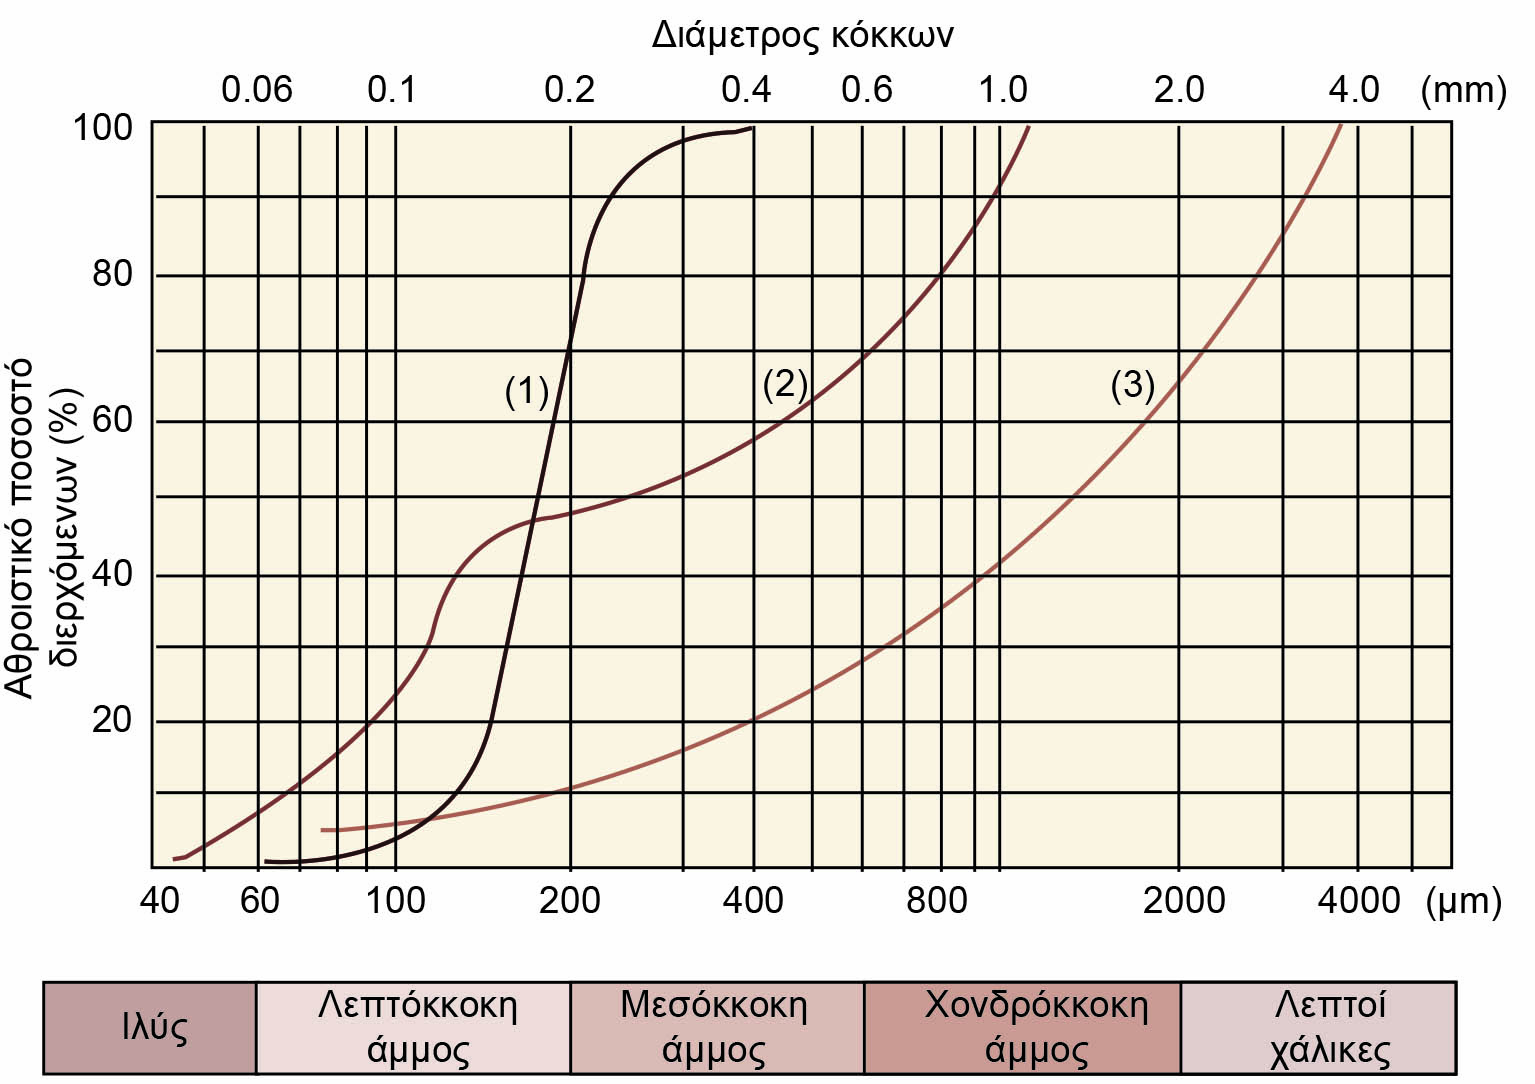 Διάμετρος κόκκων
0.06 0.1 0.2 0.4 0.6 1.0 2.0 4.0 (mm)
100
80
60
40
20
Αθροιστικό ποσοστό
διερχόμενων (%)
(1)
(2)
(3)
40 60 100 200 400 800 2000 4000 (μm)
Ιλύς
Λεπτόκκοκη
άμμος
Μεσόκκοκη
άμμος
Χονδρόκκοκη
άμμος
Λεπτοί
χάλικες